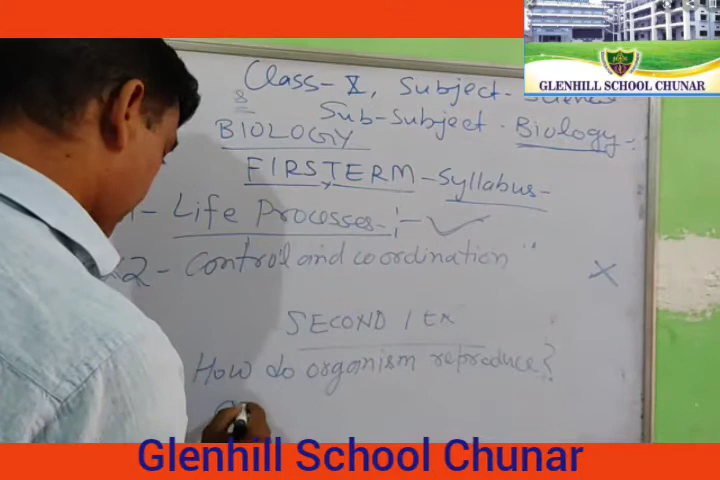 GLENHILL SCHOOL CHUNAR
Class-X, Subject- Science
Sub-Subject. Biology-
8
BIOLOGY
FIRST TERM-Syllabus-
1- Life Processes-:-
2- Control and coordination"
SECOND TER
How do organism reproduce?
Glenhill School Chunar